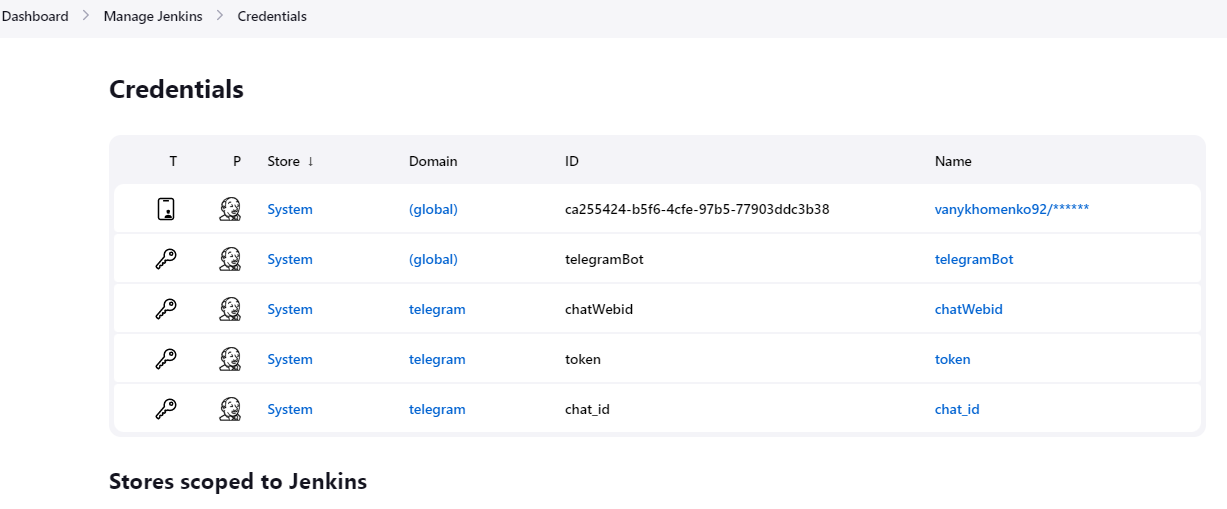 Dashboard > Manage Jenkins > Credentials
Credentials
T P Store ↓ Domain ID Name
System (global) ca255424-b5f6-4cfe-97b5-77903ddc3b38 vanykhomenko92/******
System (global) telegramBot telegramBot
System telegram chatWebid chatWebid
System telegram token token
System telegram chat_id chat_id
Stores scoped to Jenkins